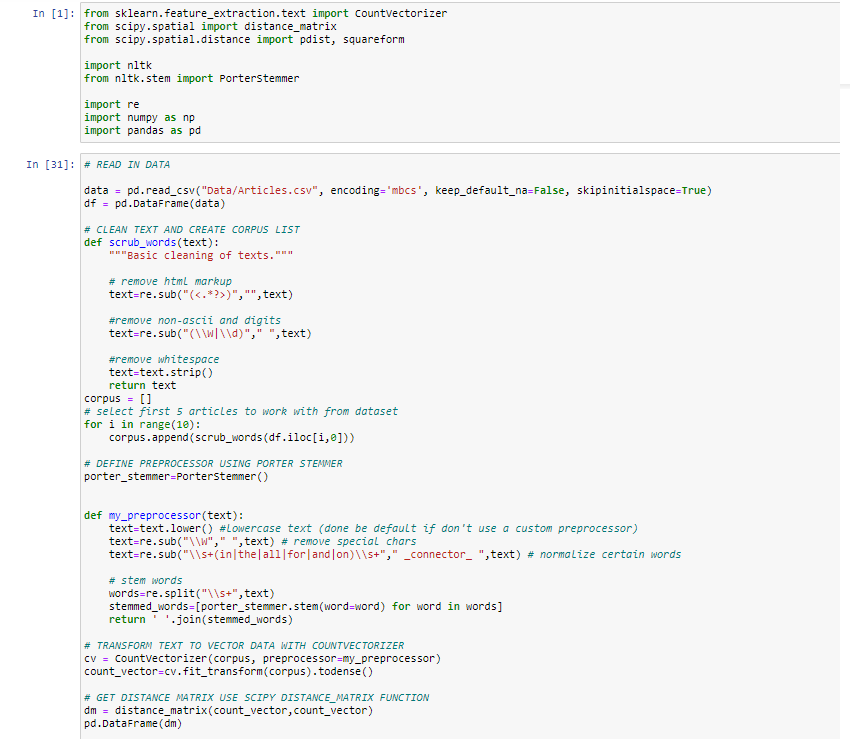 In [1]: from sklearn.feature_extraction.text import CountVectorizer
from scipy.spatial import distance_matrix
from scipy.spatial.distance import pdist, squareform
import nltk
from nltk.stem import PorterStemmer
import re
import numpy as np
import pandas as pd
In [31]: # READ IN DATA
data = pd.read_csv("Data/Articles.csv", encoding='mbcs', keep_default_na=False, skipinitialspace=True)
df = pd.DataFrame(data)
# CLEAN TEXT AND CREATE CORPUS LIST
def scrub_words(text):
    """Basic cleaning of texts."""
    # remove html markup
    text=re.sub("(<.*?>)","",text)
    #remove non-ascii and digits
    text=re.sub("(\\W|\\d)"," ",text)
    #remove whitespace
    text=text.strip()
    return text
corpus = []
# select first 5 articles to work with from dataset
for i in range(10):
    corpus.append(scrub_words(df.iloc[i,0]))
# DEFINE PREPROCESSOR USING PORTER STEMMER
porter_stemmer=PorterStemmer()
def my_preprocessor(text):
    text=text.lower() #lowercase text (done be default if don't use a custom preprocessor)
    text=re.sub("\\W"," ",text) # remove special chars
    text=re.sub("\\s+(in|the|all|for|and|on)\\s+"," _connector_ ",text) # normalize certain words
    # stem words
    words=re.split("\\s+",text)
    stemmed_words=[porter_stemmer.stem(word=word) for word in words]
    return ' '.join(stemmed_words)
# TRANSFORM TEXT TO VECTOR DATA WITH COUNTVECTORIZER
cv = CountVectorizer(corpus, preprocessor=my_preprocessor)
count_vector=cv.fit_transform(corpus).todense()
# GET DISTANCE MATRIX USE SCIPY DISTANCE_MATRIX FUNCTION
dm = distance_matrix(count_vector,count_vector)
pd.DataFrame(dm)